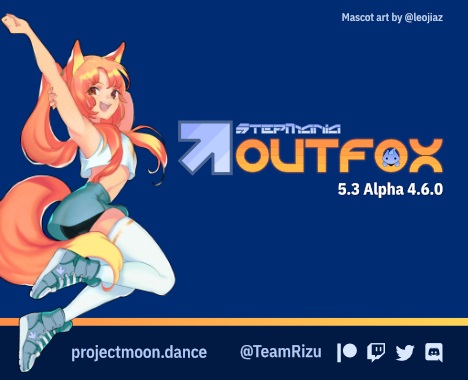 Mascot art by @leojiaz
STEPMANIA
OUTFOX
5.3 Alpha 4.6.0
projectmoon.dance @TeamRizu